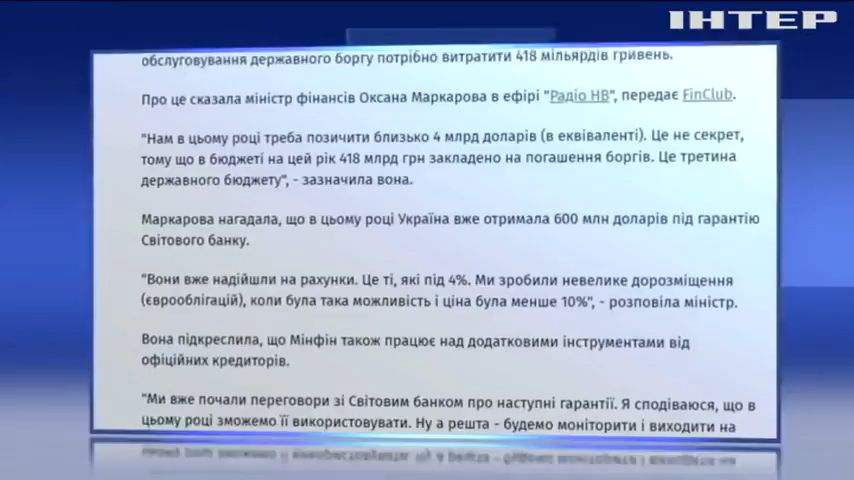 ІНТЕР
обслуговування державного боргу потрібно витратити 418 мільярдів гривень.
Про це сказала міністр фінансів Оксана Маркарова в ефірі "Радіо НВ", передає FinClub.
"Нам в цьому році треба позичити близько 4 млрд доларів (в еквіваленті). Це не секрет,
тому що в бюджеті на цей рік 418 млрд грн закладено на погашення боргів. Це третина
державного бюджету", - зазначила вона.
Маркарова нагадала, що в цьому році Україна вже отримала 600 млн доларів під гарантію
Світового банку.
"Вони вже надійшли на рахунки. Це ті, які під 4%. Ми зробили невелике дорозміщення
(єврооблігацій), коли була така можливість і ціна була менше 10%", - розповіла міністр.
Вона підкреслила, що Мінфін також працює над додатковими інструментами від
офіційних кредиторів.
"Ми вже почали переговори зі Світовим банком про наступні гарантії. Я сподіваюся, що в
цьому році зможемо її використовувати. Ну а решта - будемо моніторити і виходити на